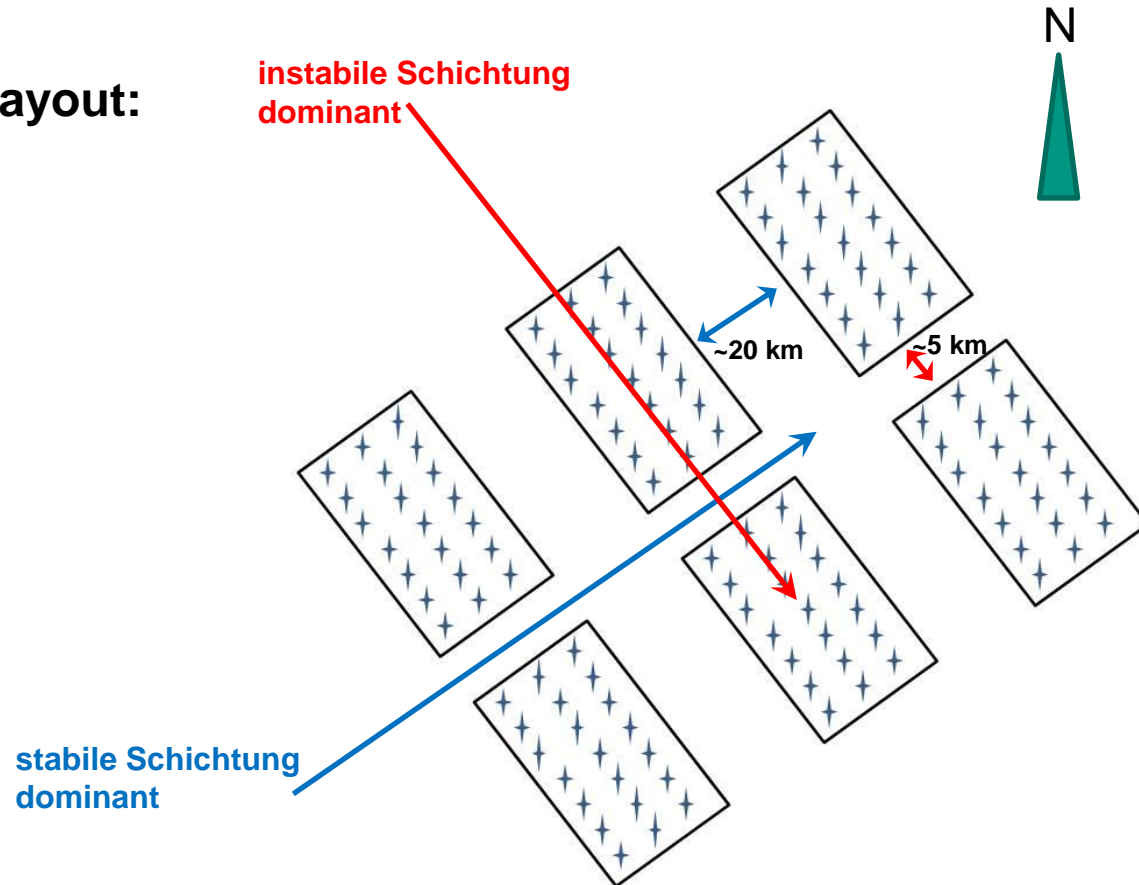 N
ayout:
instabile Schichtung
dominant
~20 km
~5 km
stabile Schichtung
dominant